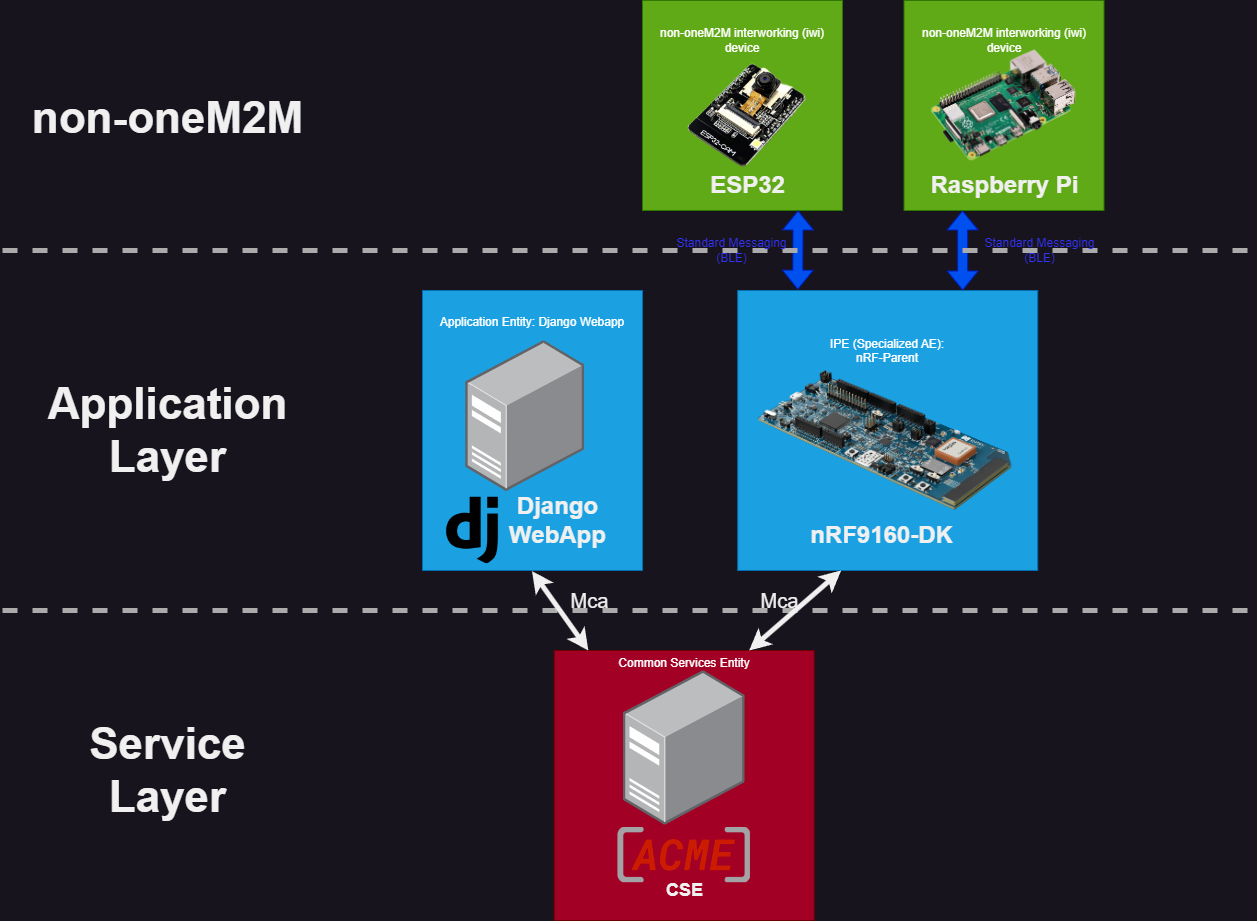 non-oneM2M interworking (iwi)
device
ESP32-CAM
ESP32
non-oneM2M interworking (iwi)
device
Raspberry Pi
non-oneM2M
Standard Messaging
(BLE)
Standard Messaging
(BLE)
Application
Layer
Application Entity: Django Webapp
dj
Django
WebApp
IPE (Specialized AE):
nRF-Parent
nRF9160-DK
Mca
Mca
Service
Layer
Common Services Entity
[ACME]
CSE